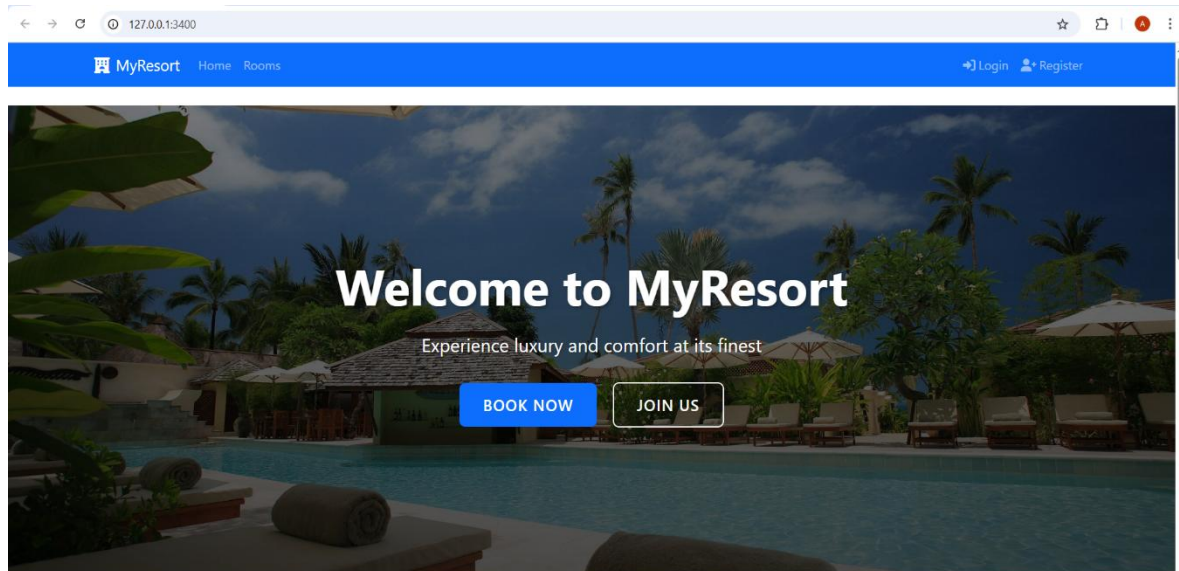 127.0.0.1:3400
A
MyResort Home Rooms Login Register
Welcome to MyResort
Experience luxury and comfort at its finest
BOOK NOW JOIN US